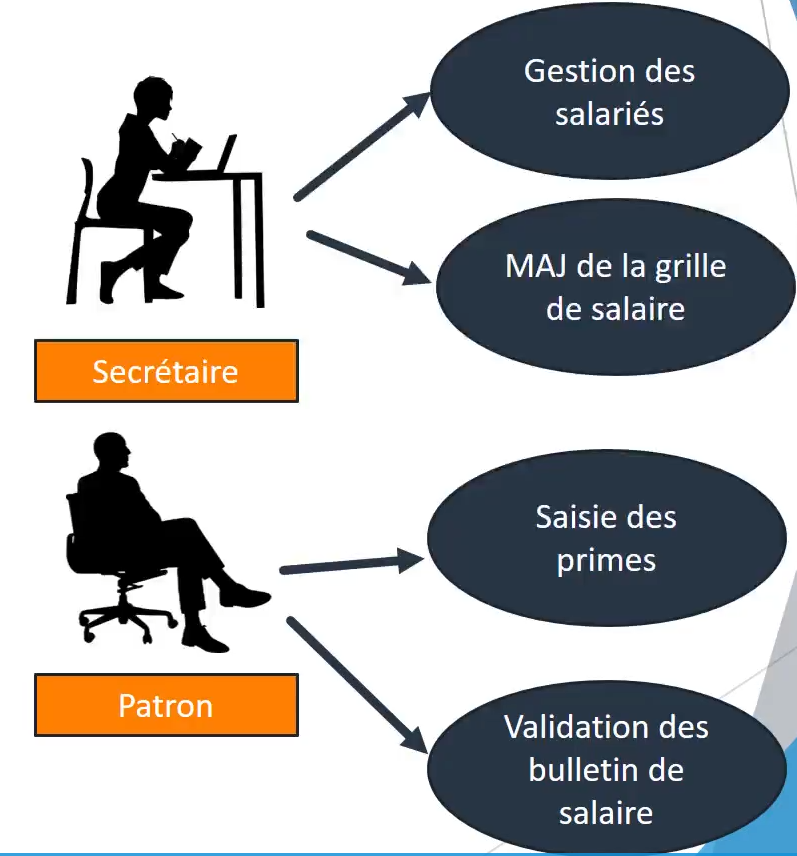 Gestion des
salariés
MAJ de la grille
de salaire
Secrétaire
Saisie des
primes
Patron
Validation des
bulletin de
salaire